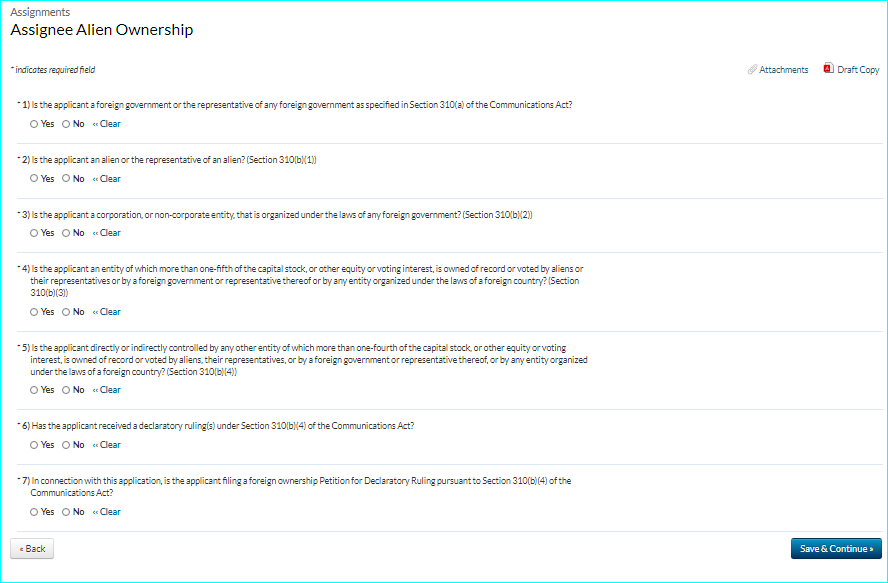 Assignments
Assignee Alien Ownership
* indicates required field
Attachments Draft Copy
* 1) Is the applicant a foreign government or the representative of any foreign government as specified in Section 310(a) of the Communications Act?
Yes No « Clear
* 2) Is the applicant an alien or the representative of an alien? (Section 310(b)(1))
Yes No « Clear
* 3) Is the applicant a corporation, or non-corporate entity, that is organized under the laws of any foreign government? (Section 310(b)(2))
Yes No « Clear
* 4) Is the applicant an entity of which more than one-fifth of the capital stock, or other equity or voting interest, is owned of record or voted by aliens or
their representatives or by a foreign government or representative thereof or by any entity organized under the laws of a foreign country? (Section
310(b)(3))
Yes No « Clear
* 5) Is the applicant directly or indirectly controlled by any other entity of which more than one-fourth of the capital stock, or other equity or voting
interest, is owned of record or voted by aliens, their representatives, or by a foreign government or representative thereof, or by any entity organized
under the laws of a foreign country? (Section 310(b)(4))
Yes No « Clear
* 6) Has the applicant received a declaratory ruling(s) under Section 310(b)(4) of the Communications Act?
Yes No « Clear
* 7) In connection with this application, is the applicant filing a foreign ownership Petition for Declaratory Ruling pursuant to Section 310(b)(4) of the
Communications Act?
Yes No « Clear
« Back Save & Continue »